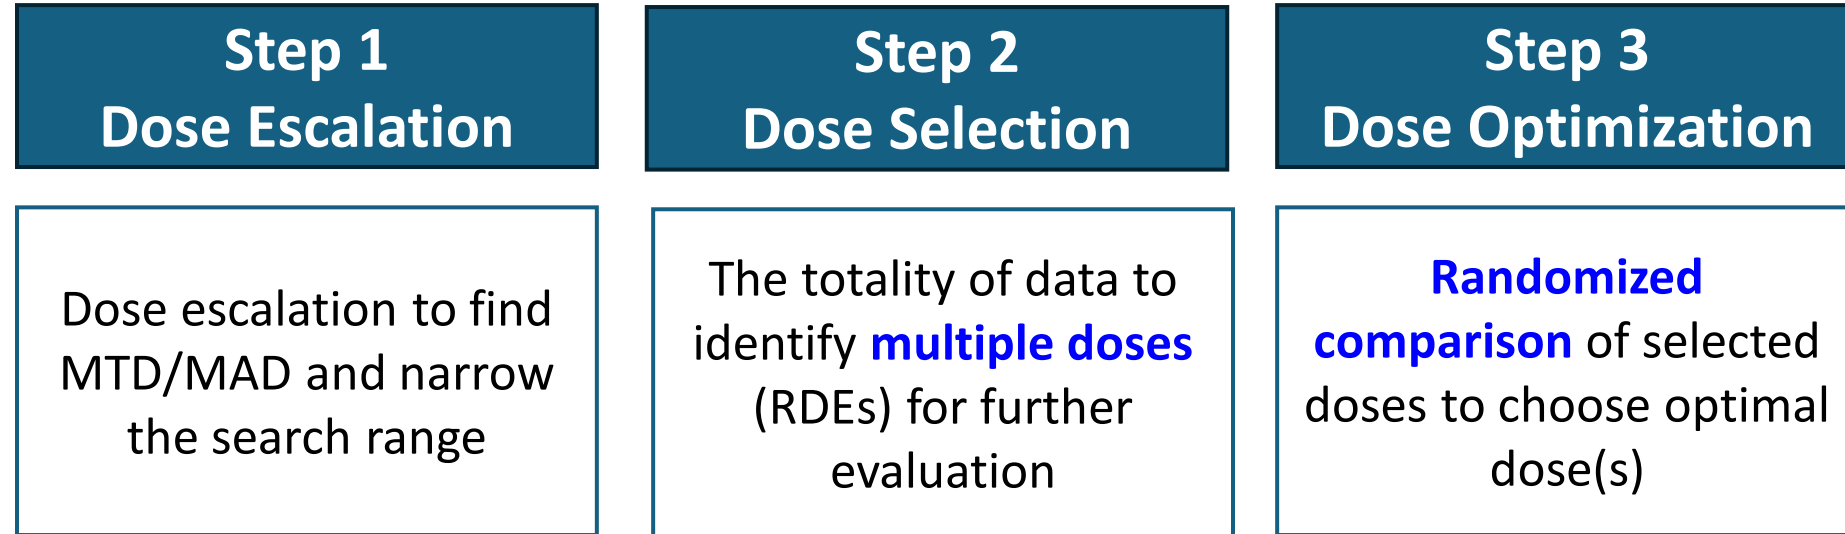 Step 1
Dose Escalation
Dose escalation to find
MTD/MAD and narrow
the search range
Step 2
Dose Selection
The totality of data to
identify multiple doses
(RDEs) for further
evaluation
Step 3
Dose Optimization
Randomized
comparison of selected
doses to choose optimal
dose(s)